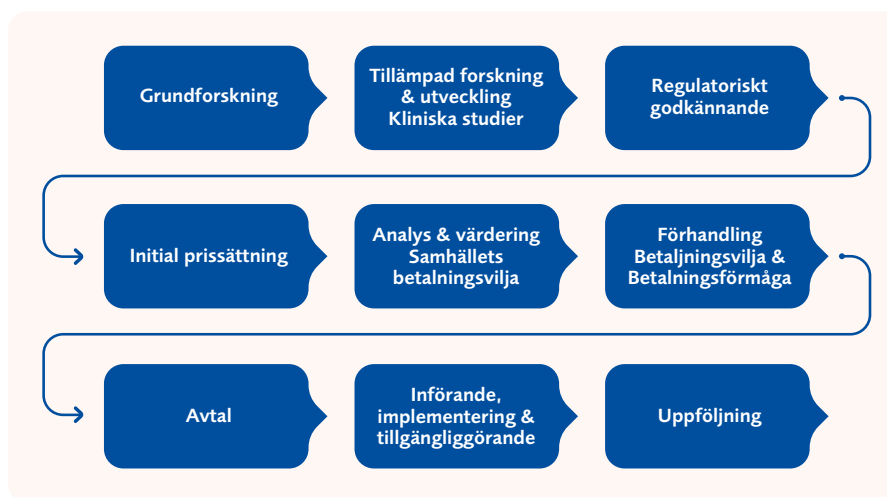 Grundforskning
Tillämpad forskning
& utveckling
Kliniska studier
Regulatoriskt
godkännande
Initial prissättning
Analys & värdering
Samhällets
betalningsvilja
Förhandling
Betaljningsvilja &
Betalningsförmåga
Avtal
Införande,
implementering &
tillgängliggörande
Uppföljning